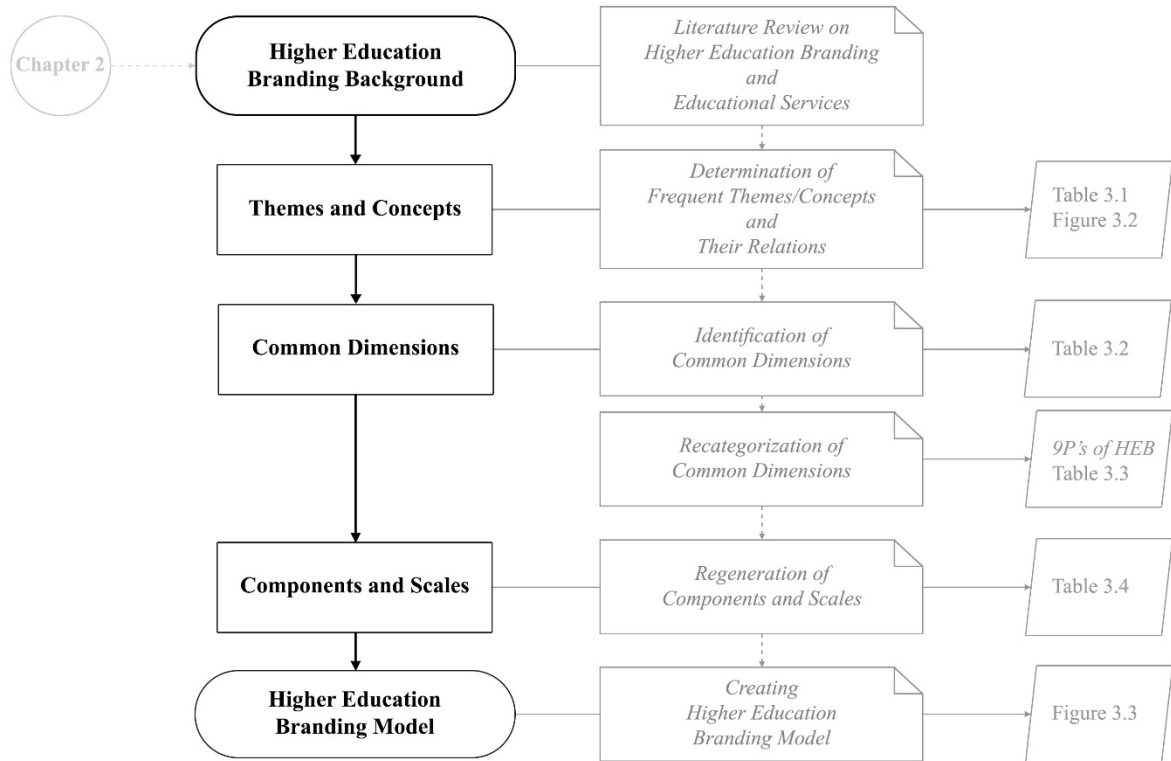 Chapter 2
Higher Education
Branding Background
Literature Review on
Higher Education Branding
and
Educational Services
Themes and Concepts
Determination of
Frequent Themes/Concepts
and
Their Relations
Table 3.1
Figure 3.2
Common Dimensions
Identification of
Common Dimensions
Table 3.2
Recategorization of
Common Dimensions
9P’s of HEB
Table 3.3
Components and Scales
Regeneration of
Components and Scales
Table 3.4
Higher Education
Branding Model
Creating
Higher Education
Branding Model
Figure 3.3